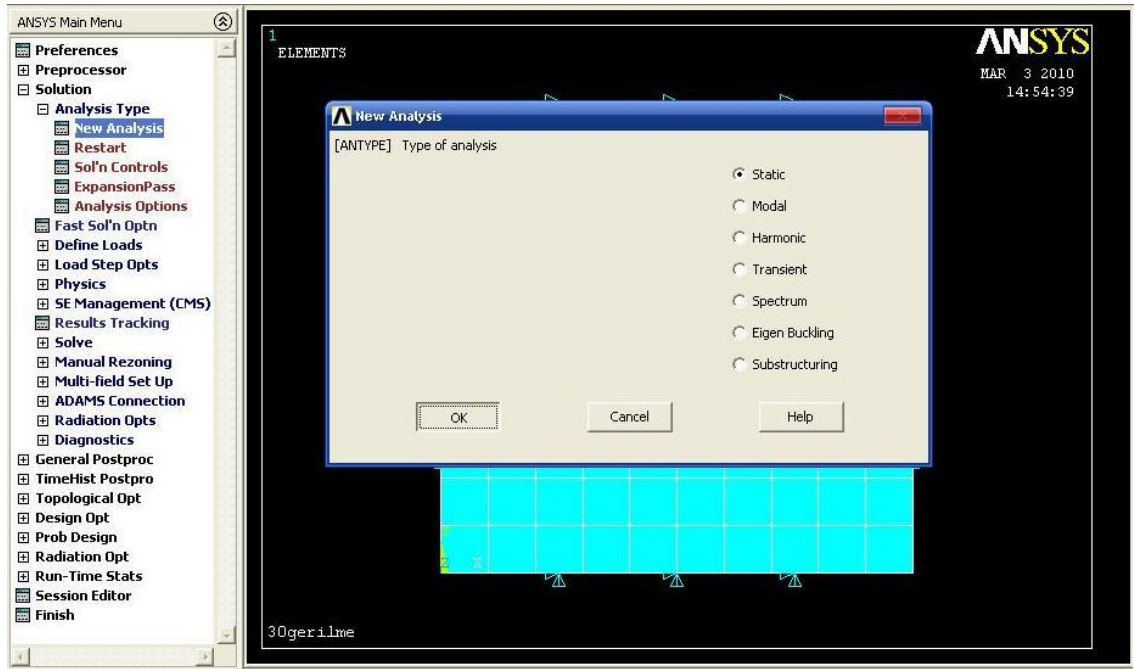 ANSYS Main Menu
Preferences
Preprocessor
Solution
Analysis Type
New Analysis
Restart
Sol'n Controls
ExpansionPass
Analysis Options
Fast Sol'n Optn
Define Loads
Load Step Opts
Physics
SE Management (CMS)
Results Tracking
Solve
Manual Rezoning
Multi-field Set Up
ADAMS Connection
Radiation Opts
Diagnostics
General Postproc
TimeHist Postpro
Topological Opt
Design Opt
Prob Design
Radiation Opt
Run-Time Stats
Session Editor
Finish
1
ELEMENTS
ANSYS
MAR 3 2010
14:54:39
New Analysis
[ANTYPE] Type of analysis
Static
Modal
Harmonic
Transient
Spectrum
Eigen Buckling
Substructuring
OK Cancel Help
X
30gerilme